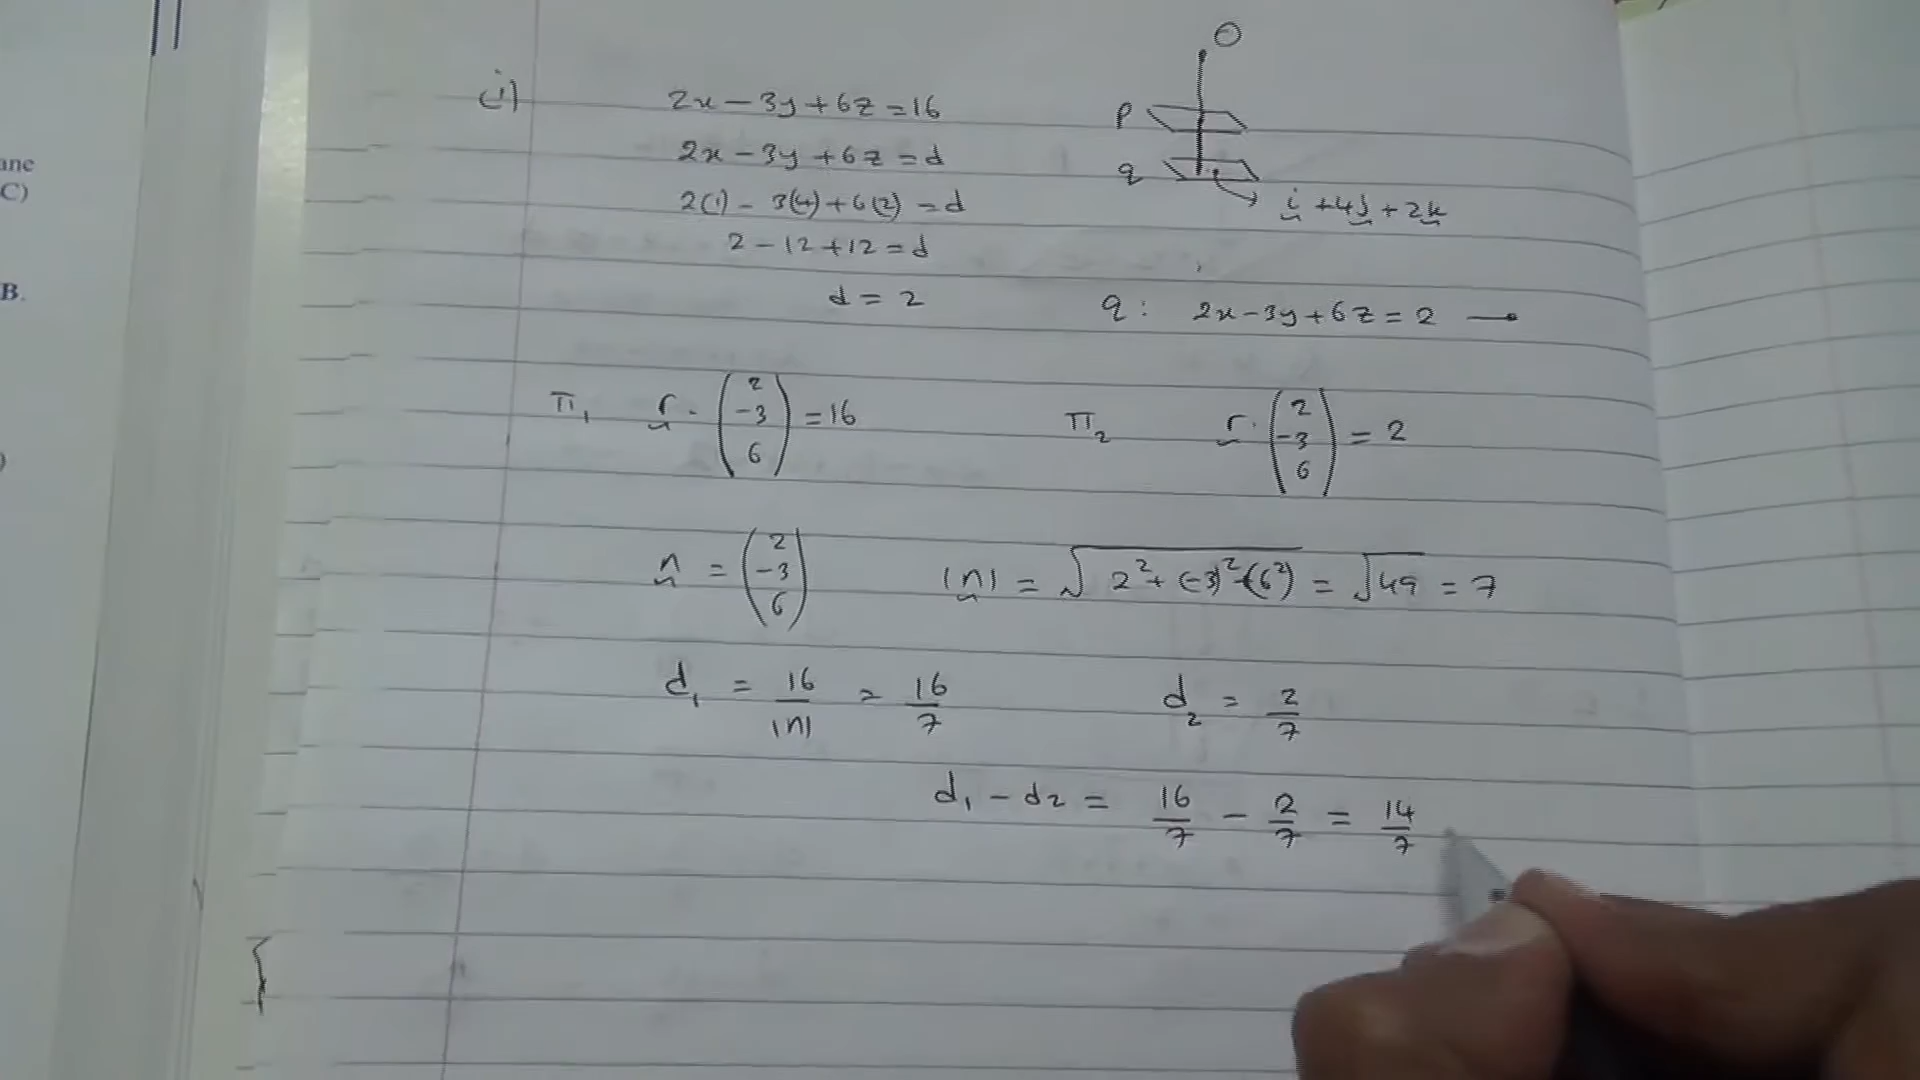 (i) 2x - 3y + 6z = 16
O
2x - 3y + 6z = d
p
2(1) - 3(4) + 6(2) = d
q
i + 4j + 2k
2 - 12 + 12 = d
d = 2
q: 2x - 3y + 6z = 2
π₁ r. (2 -3 6) = 16
π₂ r. (2 -3 6) = 2
n = (2 -3 6)
|n| = √(2² + (-3)² + (6²)) = √49 = 7
d₁ = 16/|n| = 16/7
d₂ = 2/7
d₁ - d₂ = 16/7 - 2/7 = 14/7
ane
C)
B.
)